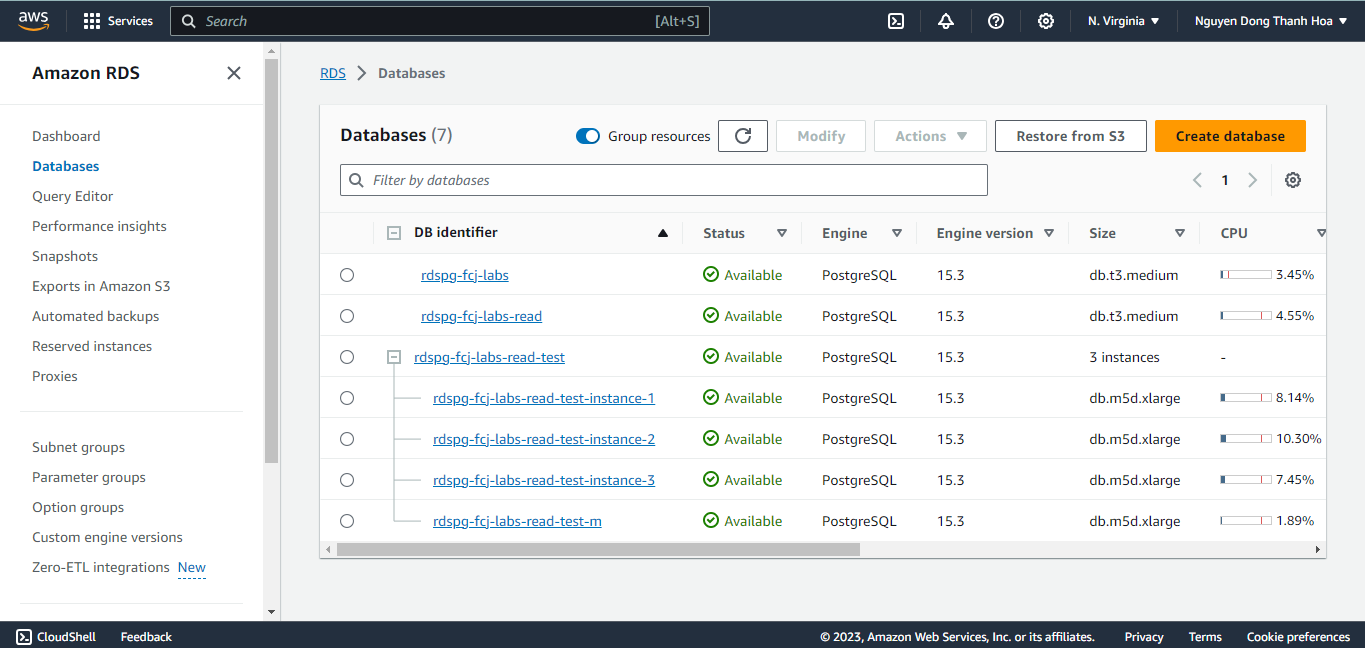 aws Services Search [Alt+S] N. Virginia Nguyen Dong Thanh Hoa
Amazon RDS
Dashboard
Databases
Query Editor
Performance insights
Snapshots
Exports in Amazon S3
Automated backups
Reserved instances
Proxies
Subnet groups
Parameter groups
Option groups
Custom engine versions
Zero-ETL integrations New
RDS Databases
Databases (7) Group resources Modify Actions Restore from S3 Create database
Filter by databases 1
DB identifier Status Engine Engine version Size CPU
rdspg-fcj-labs Available PostgreSQL 15.3 db.t3.medium 3.45%
rdspg-fcj-labs-read Available PostgreSQL 15.3 db.t3.medium 4.55%
rdspg-fcj-labs-read-test Available PostgreSQL 15.3 3 instances -
rdspg-fcj-labs-read-test-instance-1 Available PostgreSQL 15.3 db.m5d.xlarge 8.14%
rdspg-fcj-labs-read-test-instance-2 Available PostgreSQL 15.3 db.m5d.xlarge 10.30%
rdspg-fcj-labs-read-test-instance-3 Available PostgreSQL 15.3 db.m5d.xlarge 7.45%
rdspg-fcj-labs-read-test-m Available PostgreSQL 15.3 db.m5d.xlarge 1.89%
CloudShell Feedback © 2023, Amazon Web Services, Inc. or its affiliates. Privacy Terms Cookie preferences